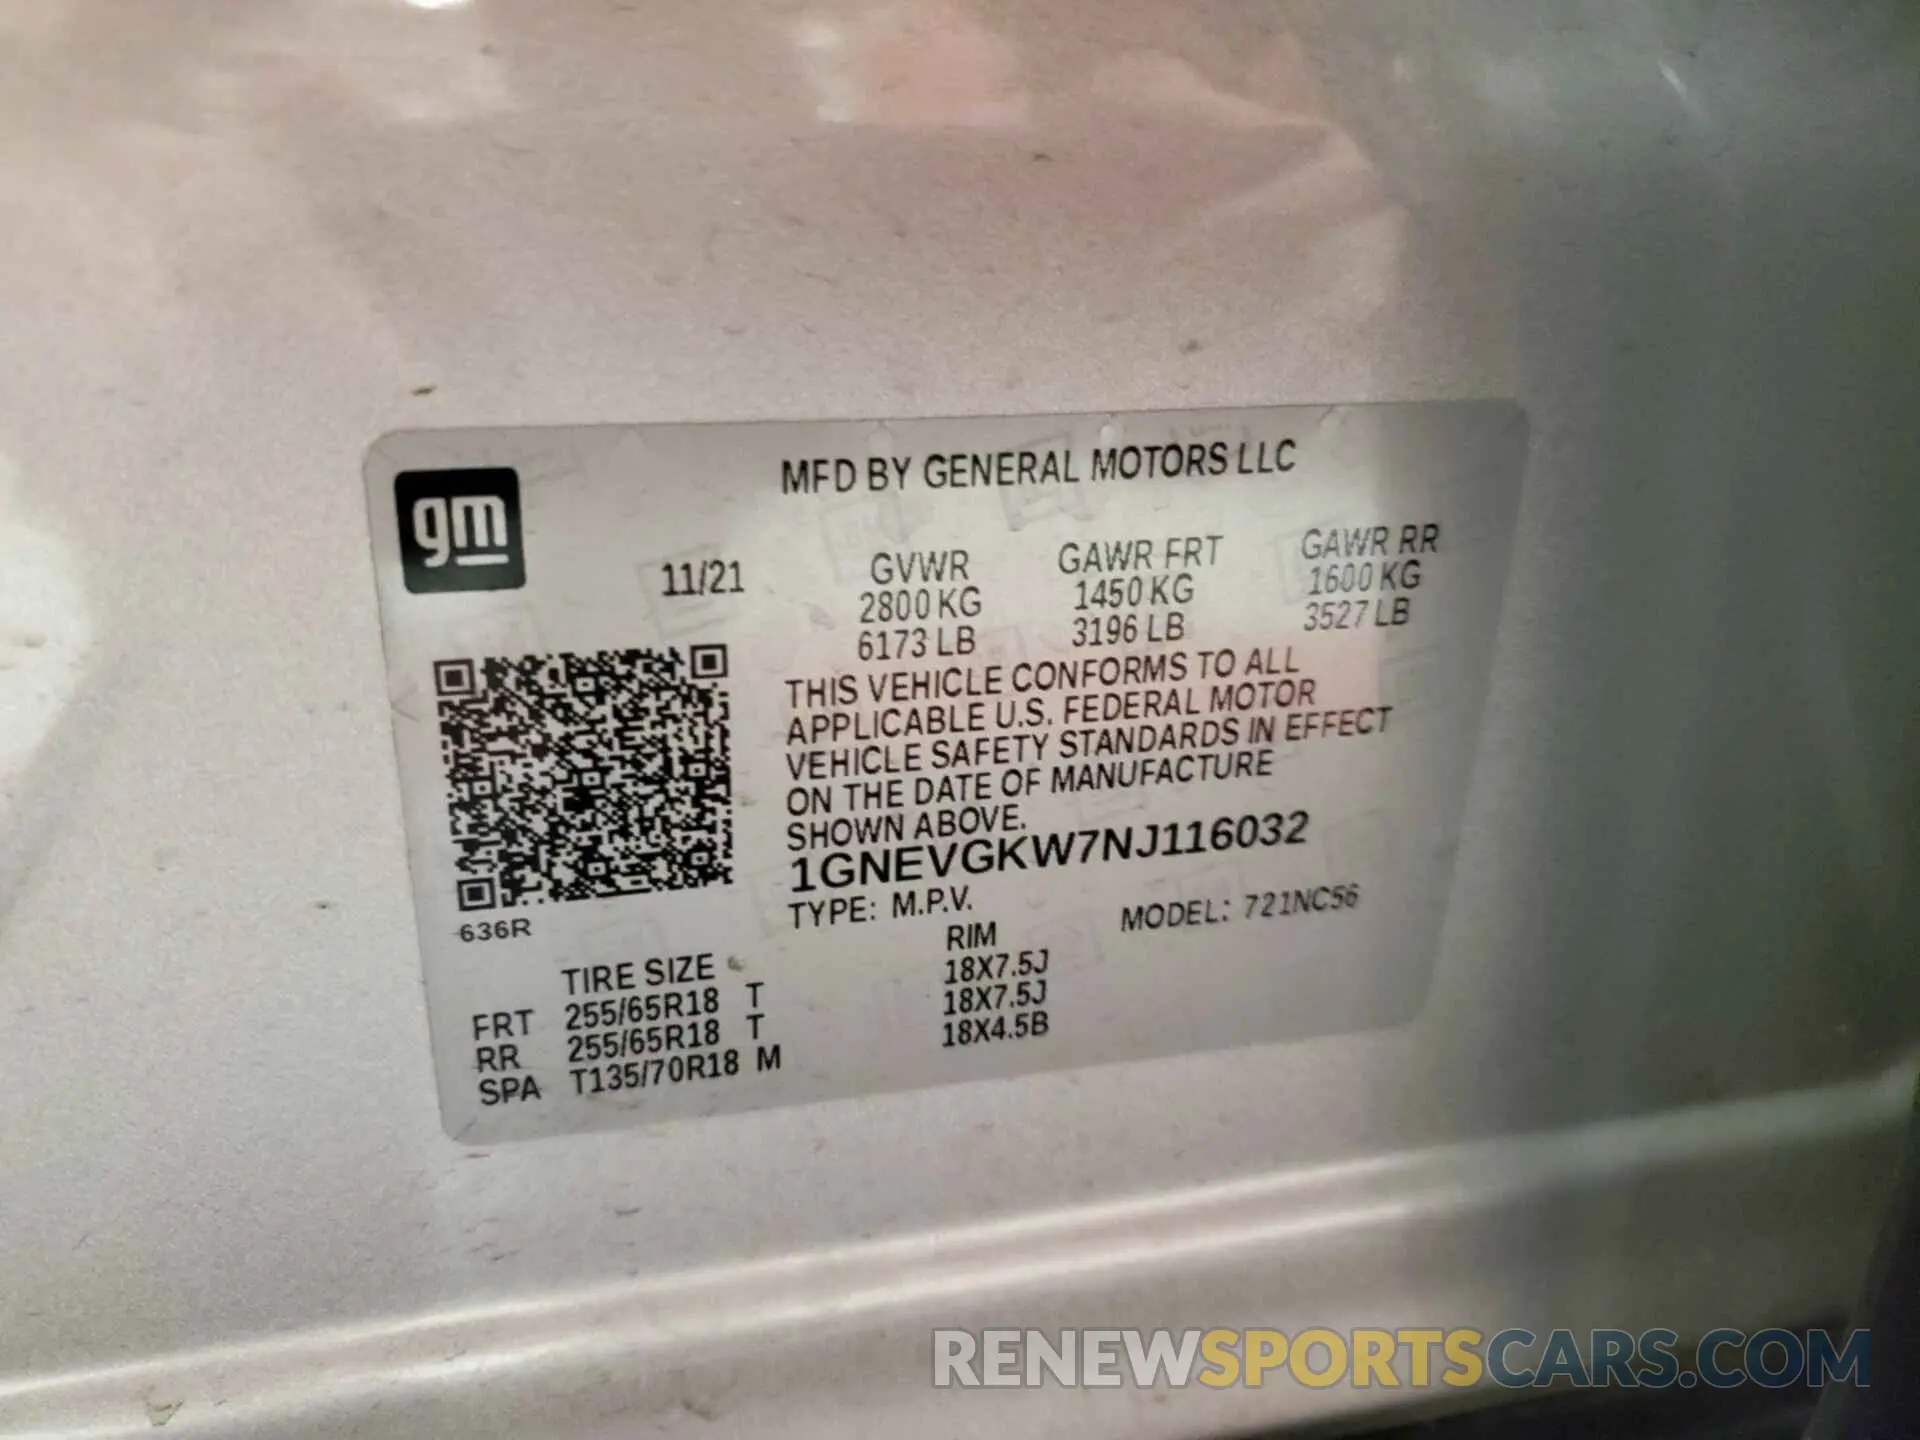 gm
MFD BY GENERAL MOTORS LLC
11/21 GVWR GAWR FRT GAWR RR
2800 KG 1450 KG 1600 KG
6173 LB 3196 LB 3527 LB
THIS VEHICLE CONFORMS TO ALL
APPLICABLE U.S. FEDERAL MOTOR
VEHICLE SAFETY STANDARDS IN EFFECT
ON THE DATE OF MANUFACTURE
SHOWN ABOVE.
1GNEVGKW7NJ116032
TYPE: M.P.V. MODEL: 721NC56
636R
TIRE SIZE RIM
FRT 255/65R18 T 18X7.5J
RR 255/65R18 T 18X7.5J
SPA T135/70R18 M 18X4.5B
RENEWSPORTSCARS.COM